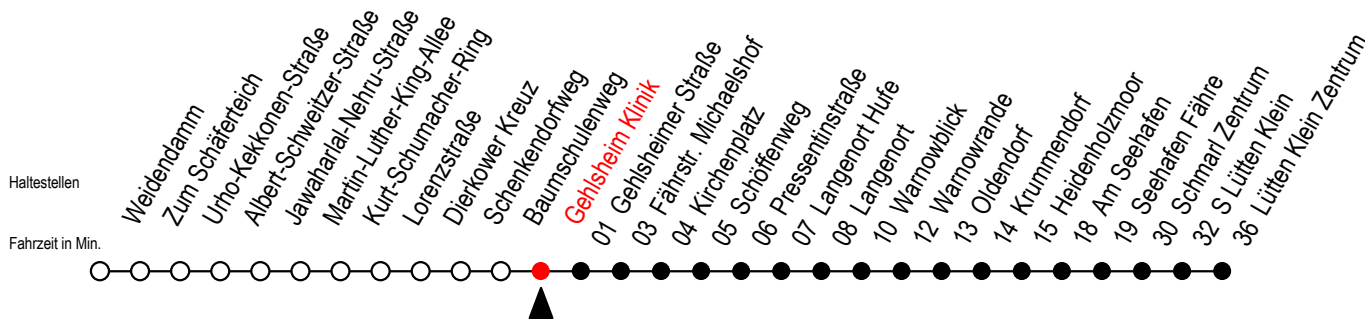 Haltestellen
Fahrzeit in Min.
Weidendamm
Zum Schäferteich
Urho-Kekkonen-Straße
Albert-Schweitzer-Straße
Jawaharlal-Nehru-Straße
Martin-Luther-King-Allee
Kurt-Schumacher-Ring
Lorenzstraße
Dierkower Kreuz
Schenkendorfweg
Baumschulenweg
Gehlsheim Klinik
01 Gehlsheimer Straße
03 Fährstr. Michaelshof
04 Kirchenplatz
05 Schöffenweg
06 Pressentinstraße
07 Langenort Hufe
08 Langenort
10 Warnowblick
12 Warnowrande
13 Oldendorf
14 Krummendorf
15 Heidenholzmoor
18 Am Seehafen
19 Seehafen Fähre
30 Schmarl Zentrum
32 S Lütten Klein
36 Lütten Klein Zentrum